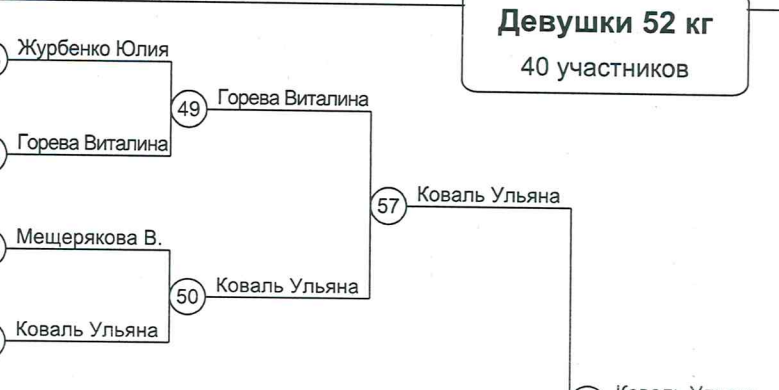 Девушки 52 кг
40 участников
Журбенко Юлия
49
Горева Виталина
Горева Виталина
57
Коваль Ульяна
Мещерякова В.
50
Коваль Ульяна
Коваль Ульяна